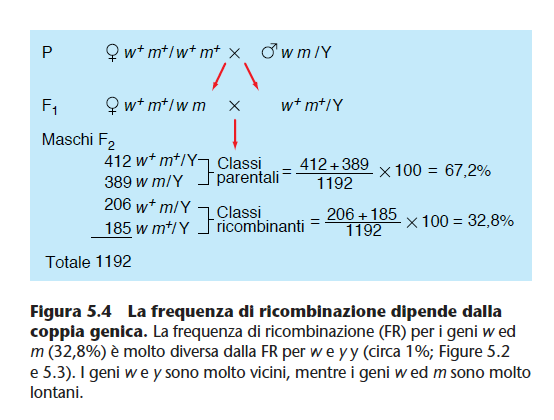 P ♀ w⁺ m⁺/w⁺ m⁺ × ♂ w m/Y
F₁ ♀ w⁺ m⁺/w m × w⁺ m⁺/Y
Maschi F₂
412 w⁺ m⁺/Y
389 w m/Y
Classi parentali = 412 + 389 / 1192 × 100 = 67,2%
206 w⁺ m/Y
185 w m⁺/Y
Classi ricombinanti = 206 + 185 / 1192 × 100 = 32,8%
Totale 1192
Figura 5.4 La frequenza di ricombinazione dipende dalla
coppia genica. La frequenza di ricombinazione (FR) per i geni w ed
m (32,8%) è molto diversa dalla FR per w e y y (circa 1%; Figure 5.2
e 5.3). I geni w e y sono molto vicini, mentre i geni w ed m sono molto
lontani.